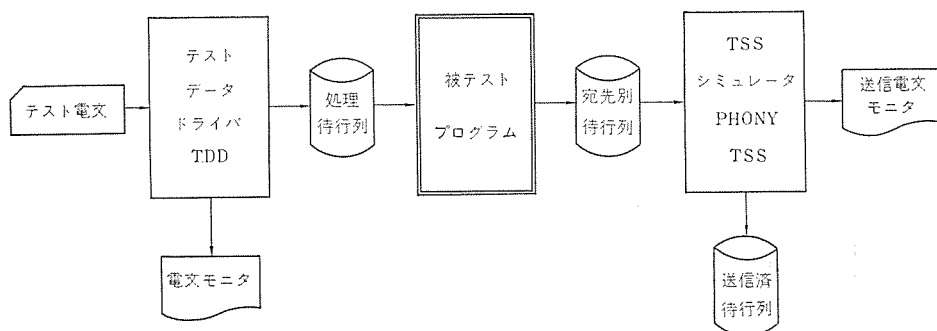 テスト電文
テスト
データ
ドライバ
TDD
電文モニタ
処理
待行列
被テスト
プログラム
宛先別
待行列
TSS
シミュレータ
PHONY
TSS
送信電文
モニタ
送信済
待行列